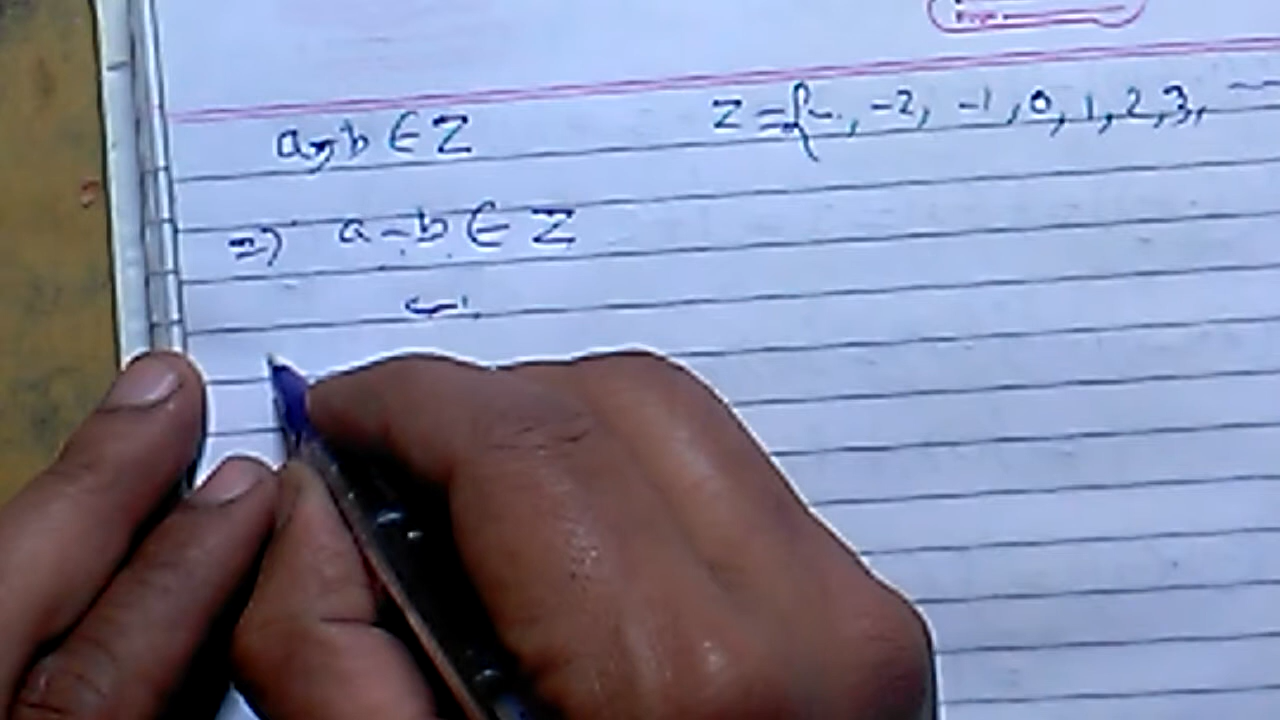 a, b ∈ Z
Z = {-.., -2, -1, 0, 1, 2, 3, ---
=) a - b ∈ Z